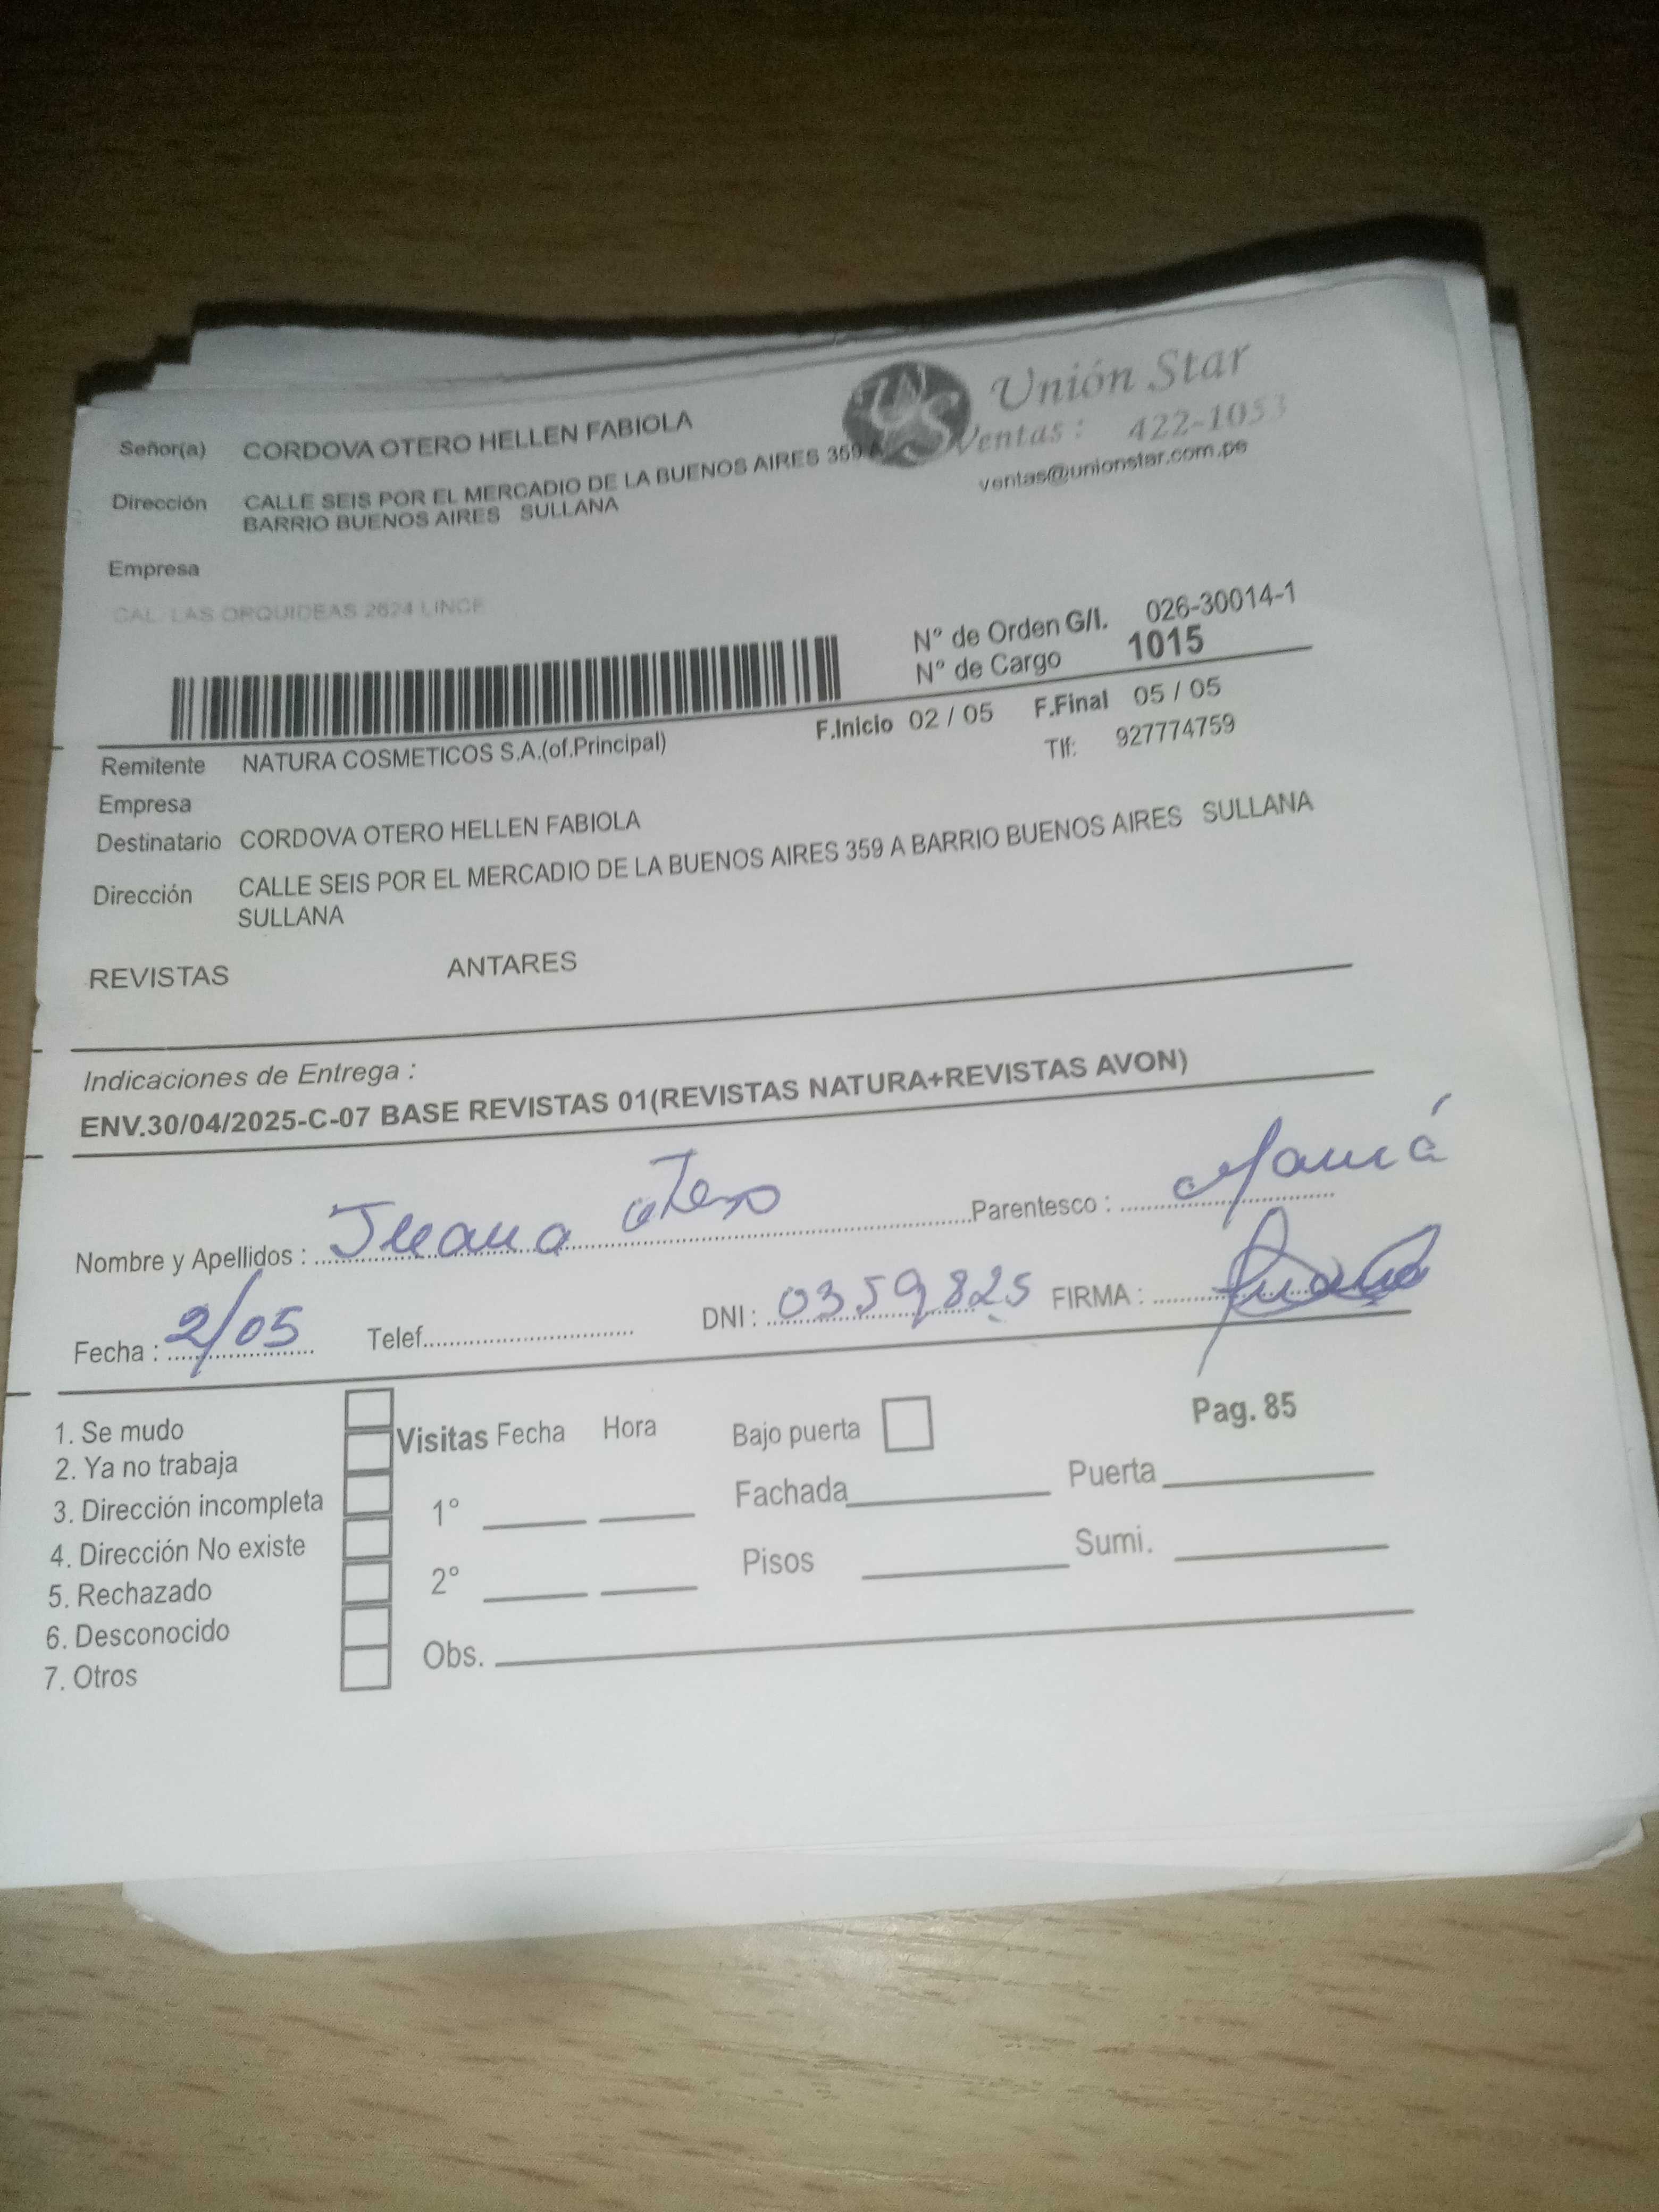 Unión Star
Ventas : 422-1053
ventas@unionstar.com.pe
Señor(a) CORDOVA OTERO HELLEN FABIOLA
Dirección CALLE SEIS POR EL MERCADIO DE LA BUENOS AIRES 359 A
BARRIO BUENOS AIRES SULLANA
Empresa
CAL. LAS ORQUIDEAS 2624 LINCE
N° de Orden G/I. 026-30014-1
N° de Cargo 1015
F.Inicio 02 / 05 F.Final 05 / 05
Remitente NATURA COSMETICOS S.A.(of.Principal) Tlf: 927774759
Empresa
Destinatario CORDOVA OTERO HELLEN FABIOLA
Dirección CALLE SEIS POR EL MERCADIO DE LA BUENOS AIRES 359 A BARRIO BUENOS AIRES SULLANA
SULLANA
REVISTAS ANTARES
Indicaciones de Entrega :
ENV.30/04/2025-C-07 BASE REVISTAS 01(REVISTAS NATURA+REVISTAS AVON)
Nombre y Apellidos : Juana Otero Parentesco : Mamá
Fecha : 2/05 Telef. DNI : 0359825 FIRMA :
1. Se mudo
2. Ya no trabaja
3. Dirección incompleta
4. Dirección No existe
5. Rechazado
6. Desconocido
7. Otros
Visitas Fecha Hora
1°
2°
Obs.
Bajo puerta
Fachada Puerta
Pisos Sumi.
Pag. 85